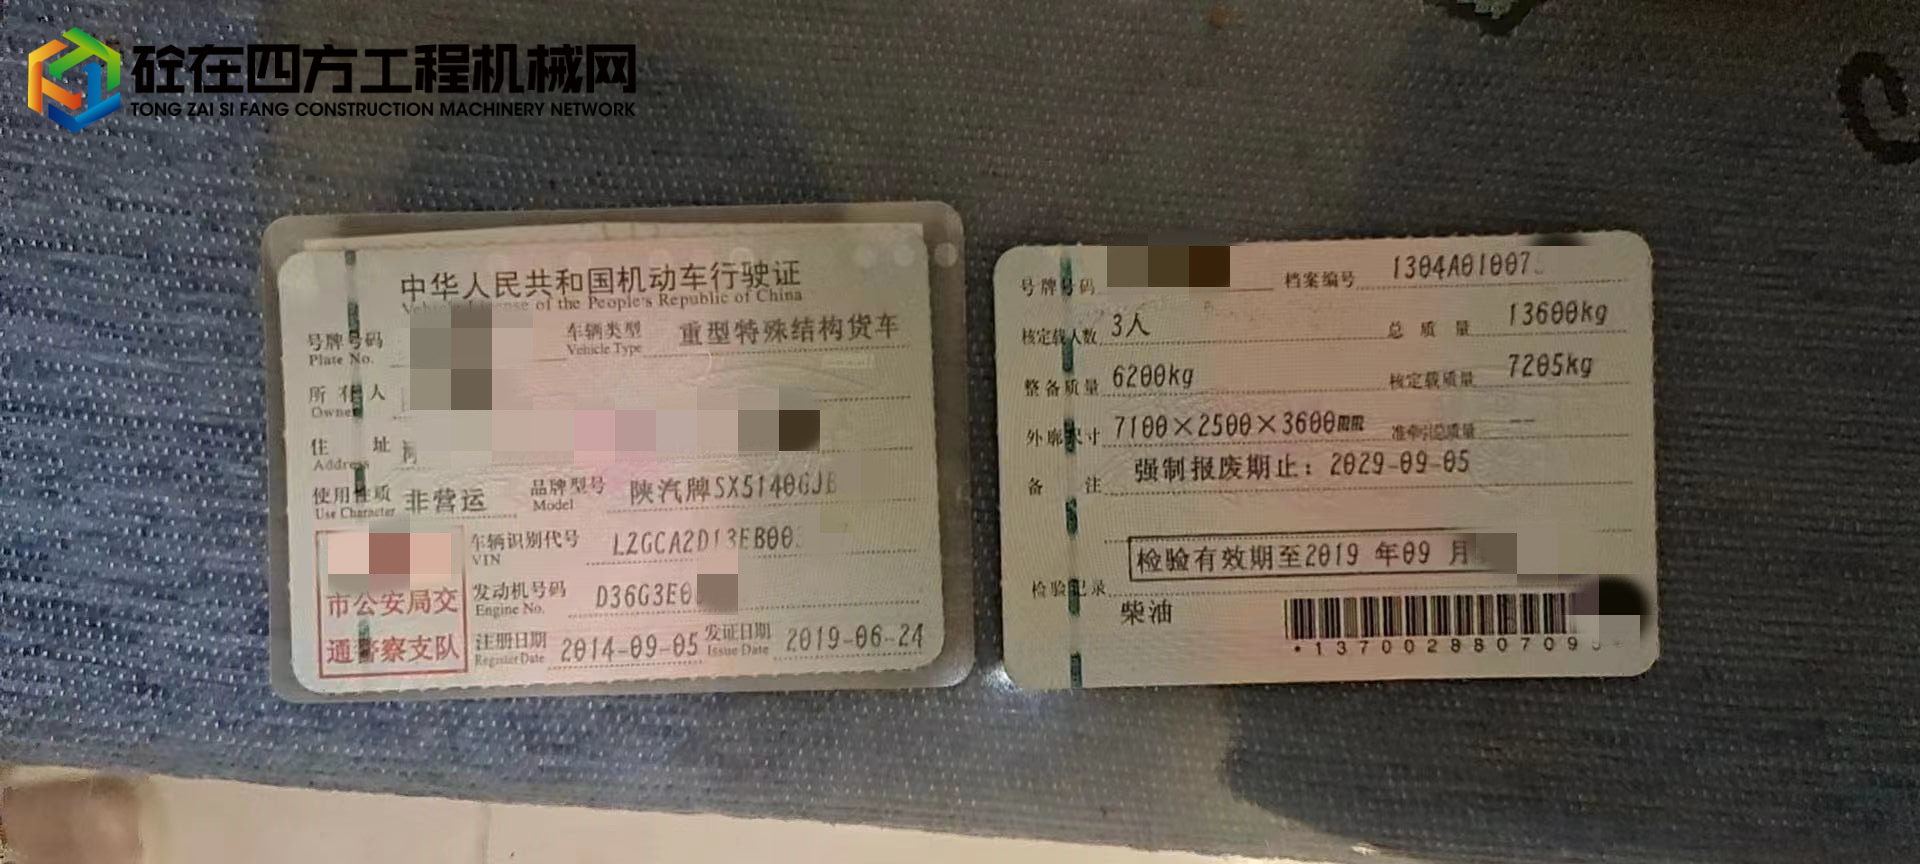 砼在四方工程机械网
TONG ZAI SI FANG CONSTRUCTION MACHINERY NETWORK
中华人民共和国机动车行驶证
Vehicle License of the People's Republic of China
号牌号码 车辆类型 重型特殊结构货车
Plate No. Vehicle Type
所有人
Owner
住 址
Address
使用性质 非营运 品牌型号 陕汽牌SX5140GJB
Use Character Model
车辆识别代号 LZGCA2D13EB00
VIN
市公安局交
通警察支队
发动机号码 D36G3E0
Engine No.
注册日期 2014-09-05 发证日期 2019-06-24
Register Date Issue Date
号牌号码 档案编号 1304A01007
核定载人数 3人 总质量 13600kg
整备质量 6200kg 核定载质量 7205kg
外廓尺寸 7100×2500×3600mm 准牵引总质量 --
备 注 强制报废期止：2029-09-05
检验有效期至2019 年09 月
检验记录
柴油
*137002880709